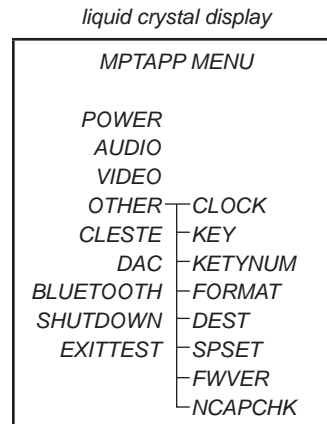 liquid crystal display
MPTAPP MENU
POWER
AUDIO
VIDEO
OTHER CLOCK
CLESTE KEY
DAC KETYNUM
BLUETOOTH FORMAT
SHUTDOWN DEST
EXITTEST SPSET
FWVER
NCAPCHK